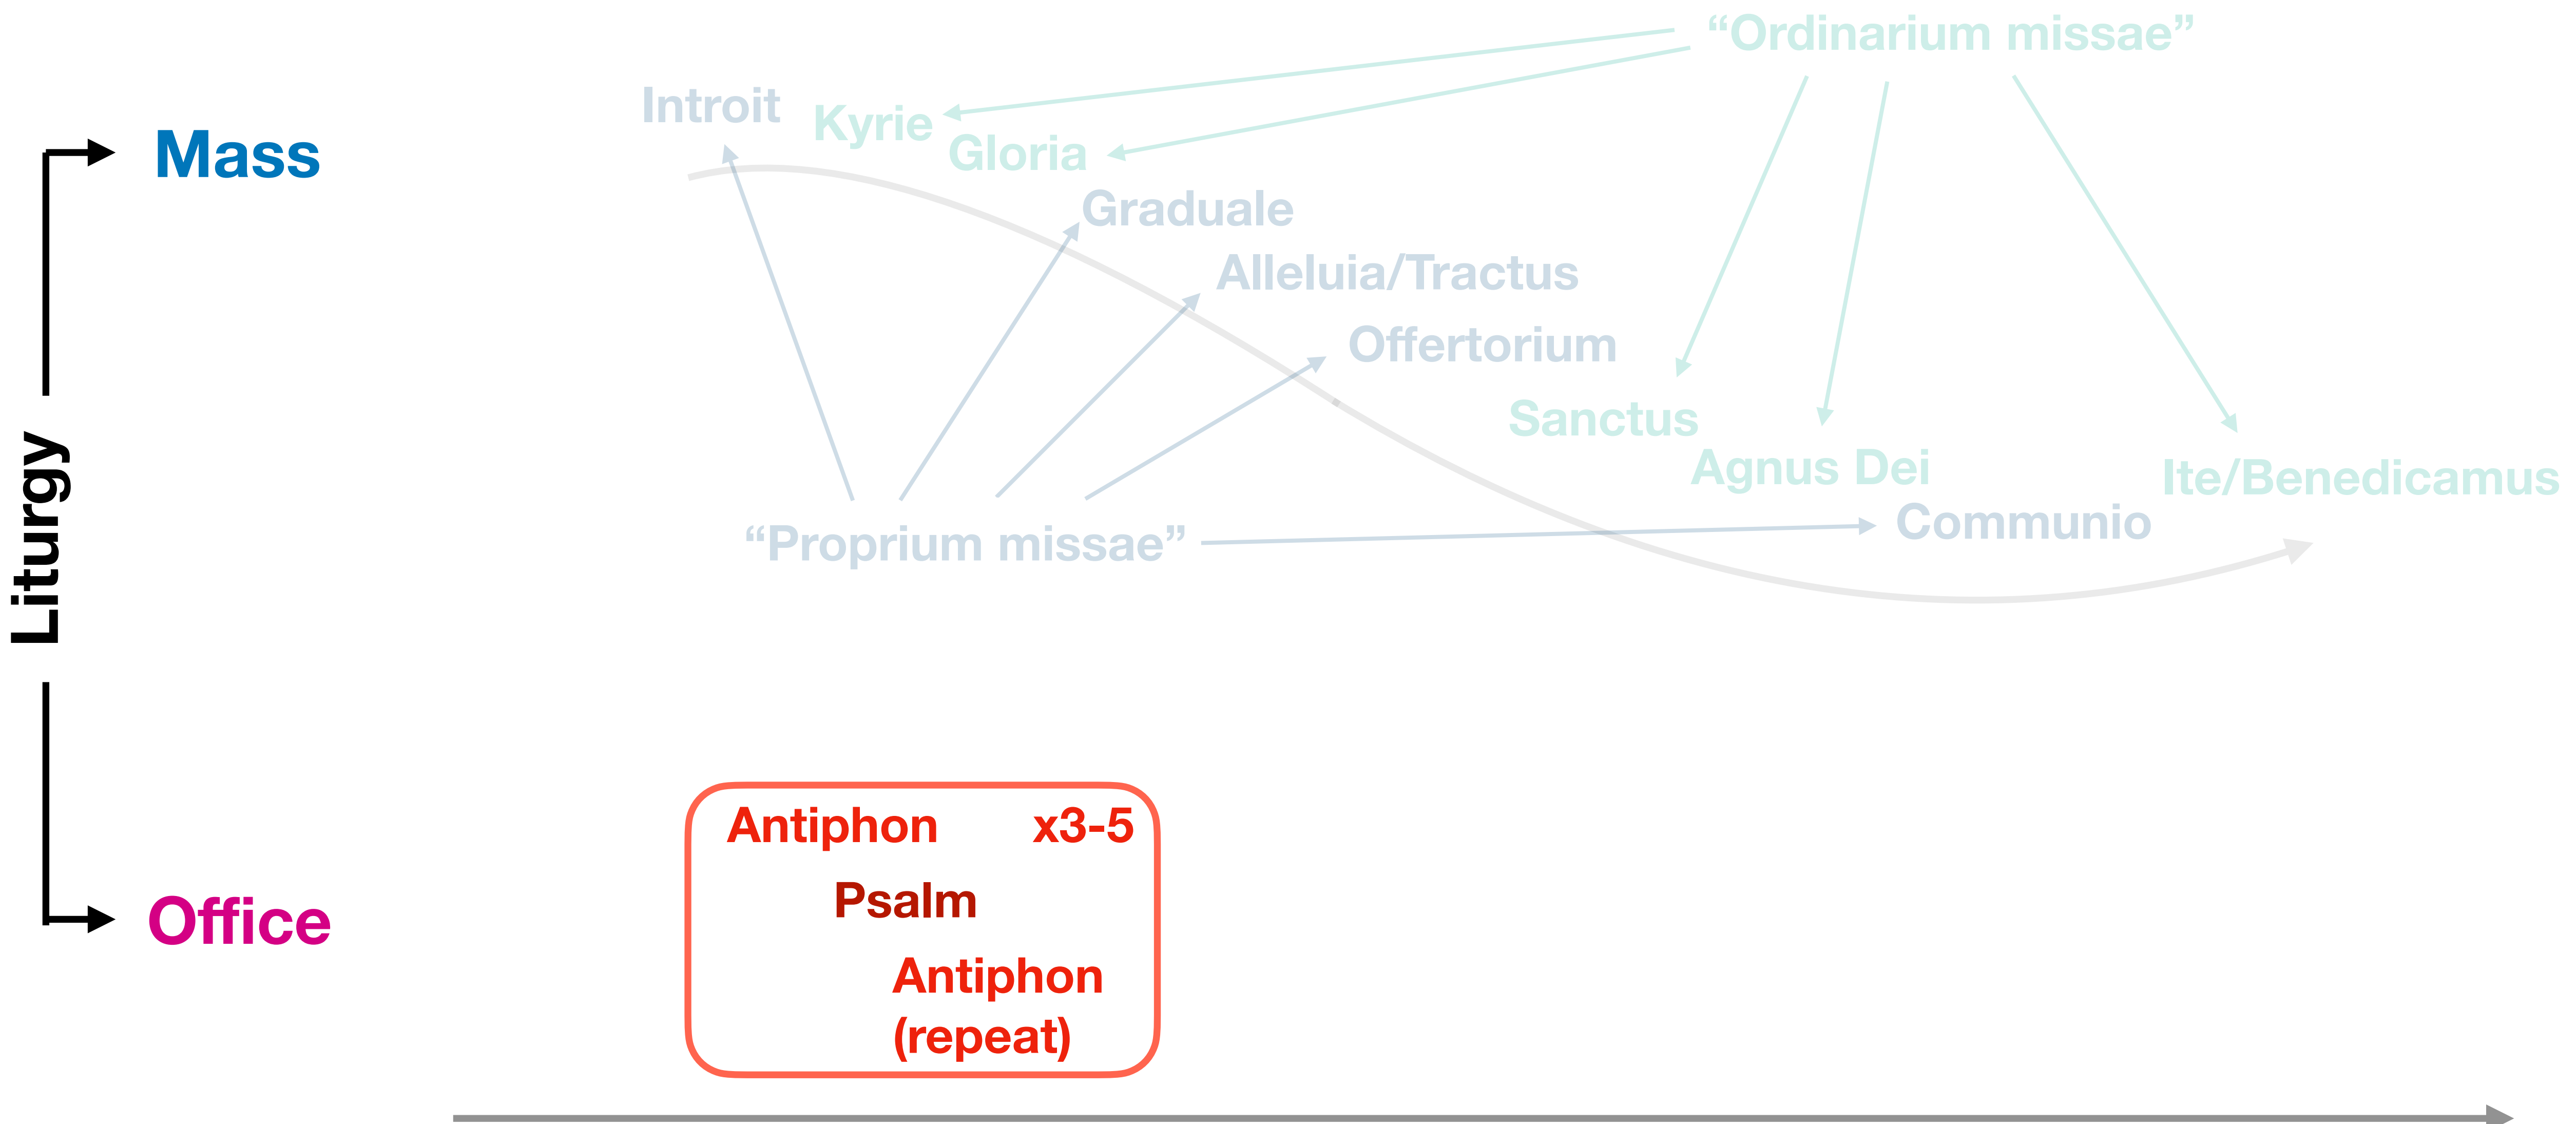 “Ordinarium missae”
Introit
Kyrie
Gloria
Mass
Graduale
Alleluia/Tractus
Offertorium
Sanctus
Agnus Dei
Ite/Benedicamus
Communio
“Proprium missae”
Liturgy
Antiphon x3-5
Psalm
Office
Antiphon
(repeat)